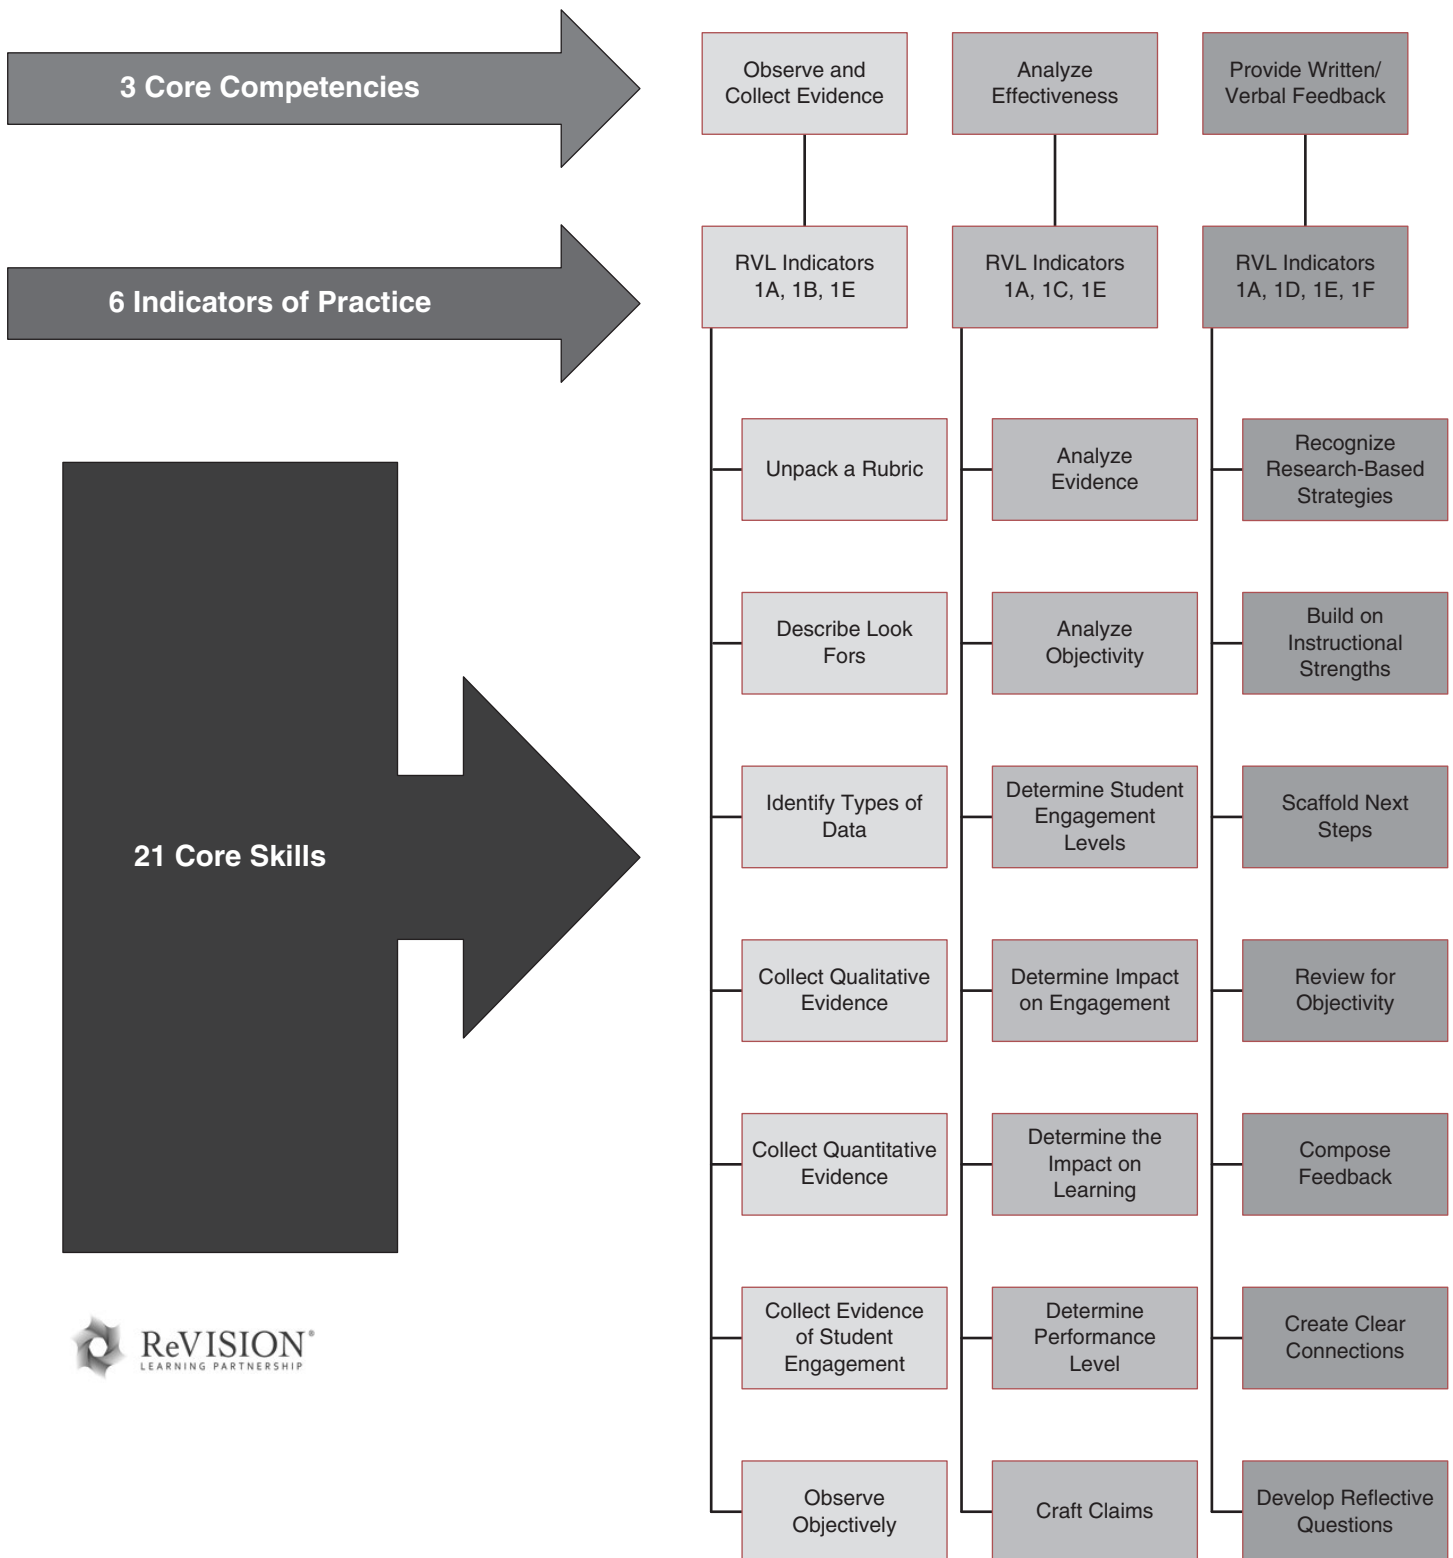 3 Core Competencies
Observe and
Collect Evidence
Analyze
Effectiveness
Provide Written/
Verbal Feedback
6 Indicators of Practice
RVL Indicators
1A, 1B, 1E
RVL Indicators
1A, 1C, 1E
RVL Indicators
1A, 1D, 1E, 1F
21 Core Skills
Unpack a Rubric
Analyze
Evidence
Recognize
Research-Based
Strategies
Describe Look
Fors
Analyze
Objectivity
Build on
Instructional
Strengths
Identify Types of
Data
Determine Student
Engagement
Levels
Scaffold Next
Steps
Collect Qualitative
Evidence
Determine Impact
on Engagement
Review for
Objectivity
Collect Quantitative
Evidence
Determine the
Impact on
Learning
Compose
Feedback
Collect Evidence
of Student
Engagement
Determine
Performance
Level
Create Clear
Connections
Observe
Objectively
Craft Claims
Develop Reflective
Questions
ReVISION®
LEARNING PARTNERSHIP